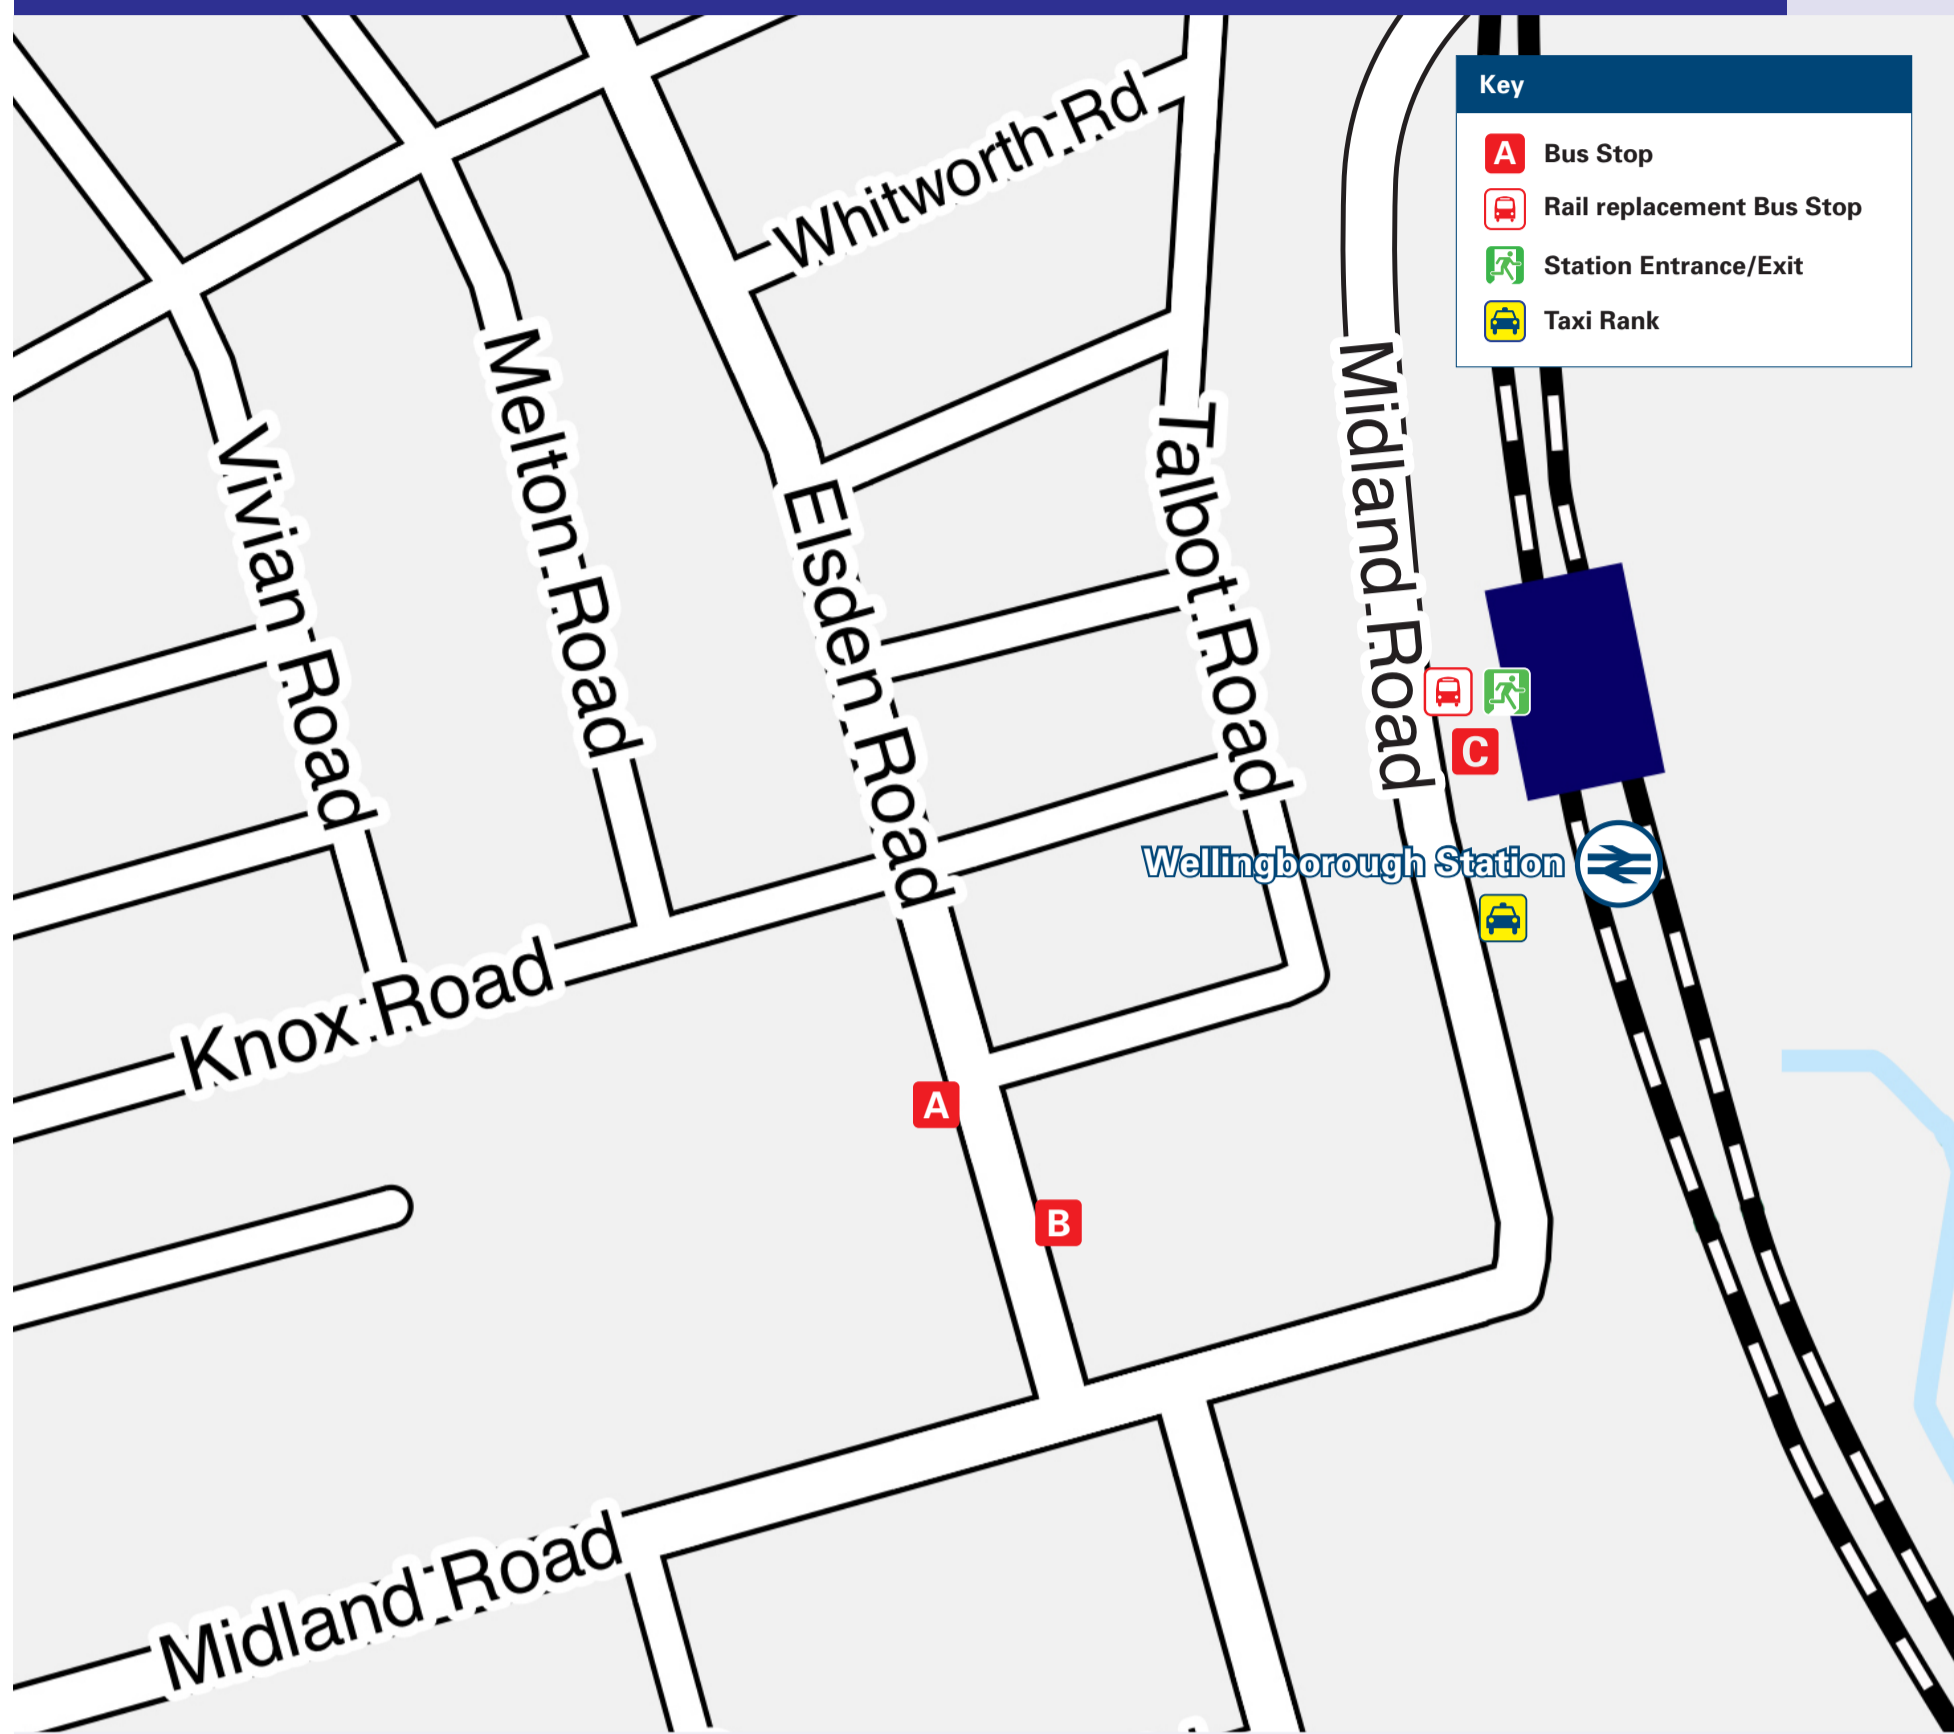 Key
A Bus Stop
Rail replacement Bus Stop
Station Entrance/Exit
Taxi Rank
Whitworth Rd
Melton Road
Midland Road
Talbot Road
Vivian Road
Elsden Road
C
Wellingborough Station
Knox Road
A
B
Midland Road